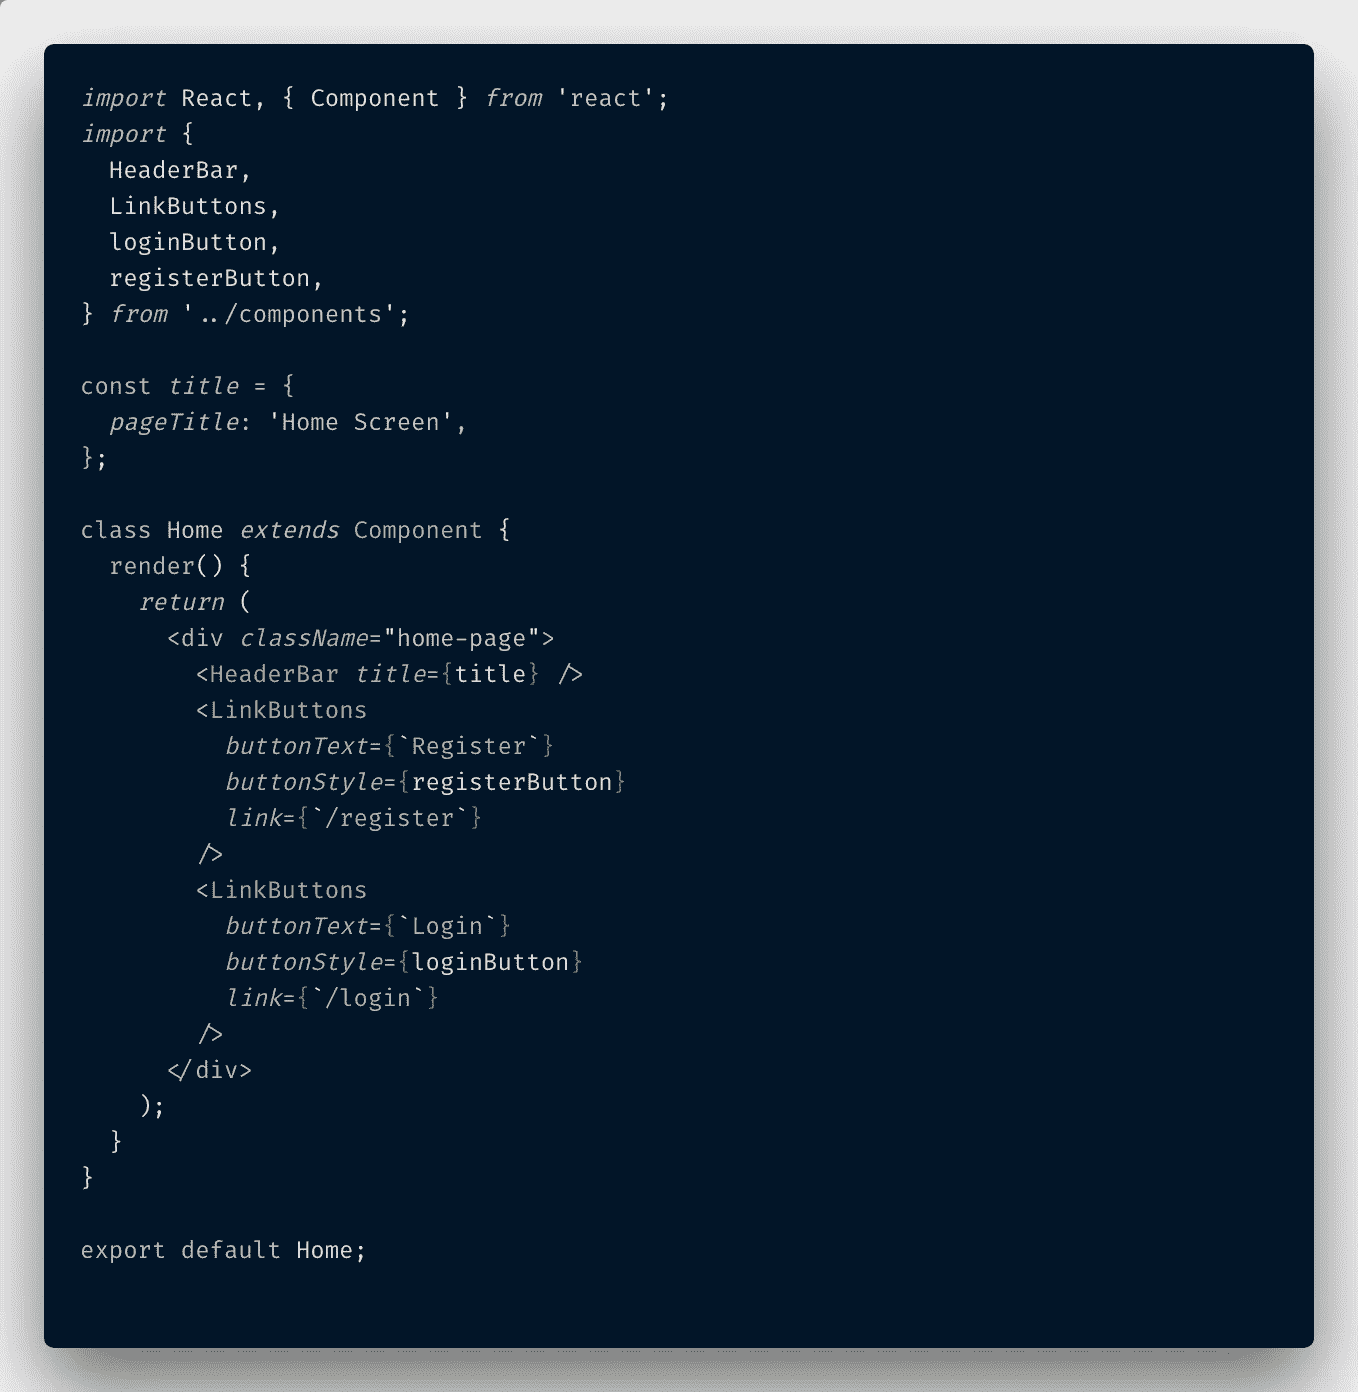 import React, { Component } from 'react';
import {
  HeaderBar,
  LinkButtons,
  loginButton,
  registerButton,
} from '../components';

const title = {
  pageTitle: 'Home Screen',
};

class Home extends Component {
  render() {
    return (
      <div className="home-page">
        <HeaderBar title={title} />
        <LinkButtons
          buttonText={`Register`}
          buttonStyle={registerButton}
          link={`/register`}
        />
        <LinkButtons
          buttonText={`Login`}
          buttonStyle={loginButton}
          link={`/login`}
        />
      </div>
    );
  }
}

export default Home;